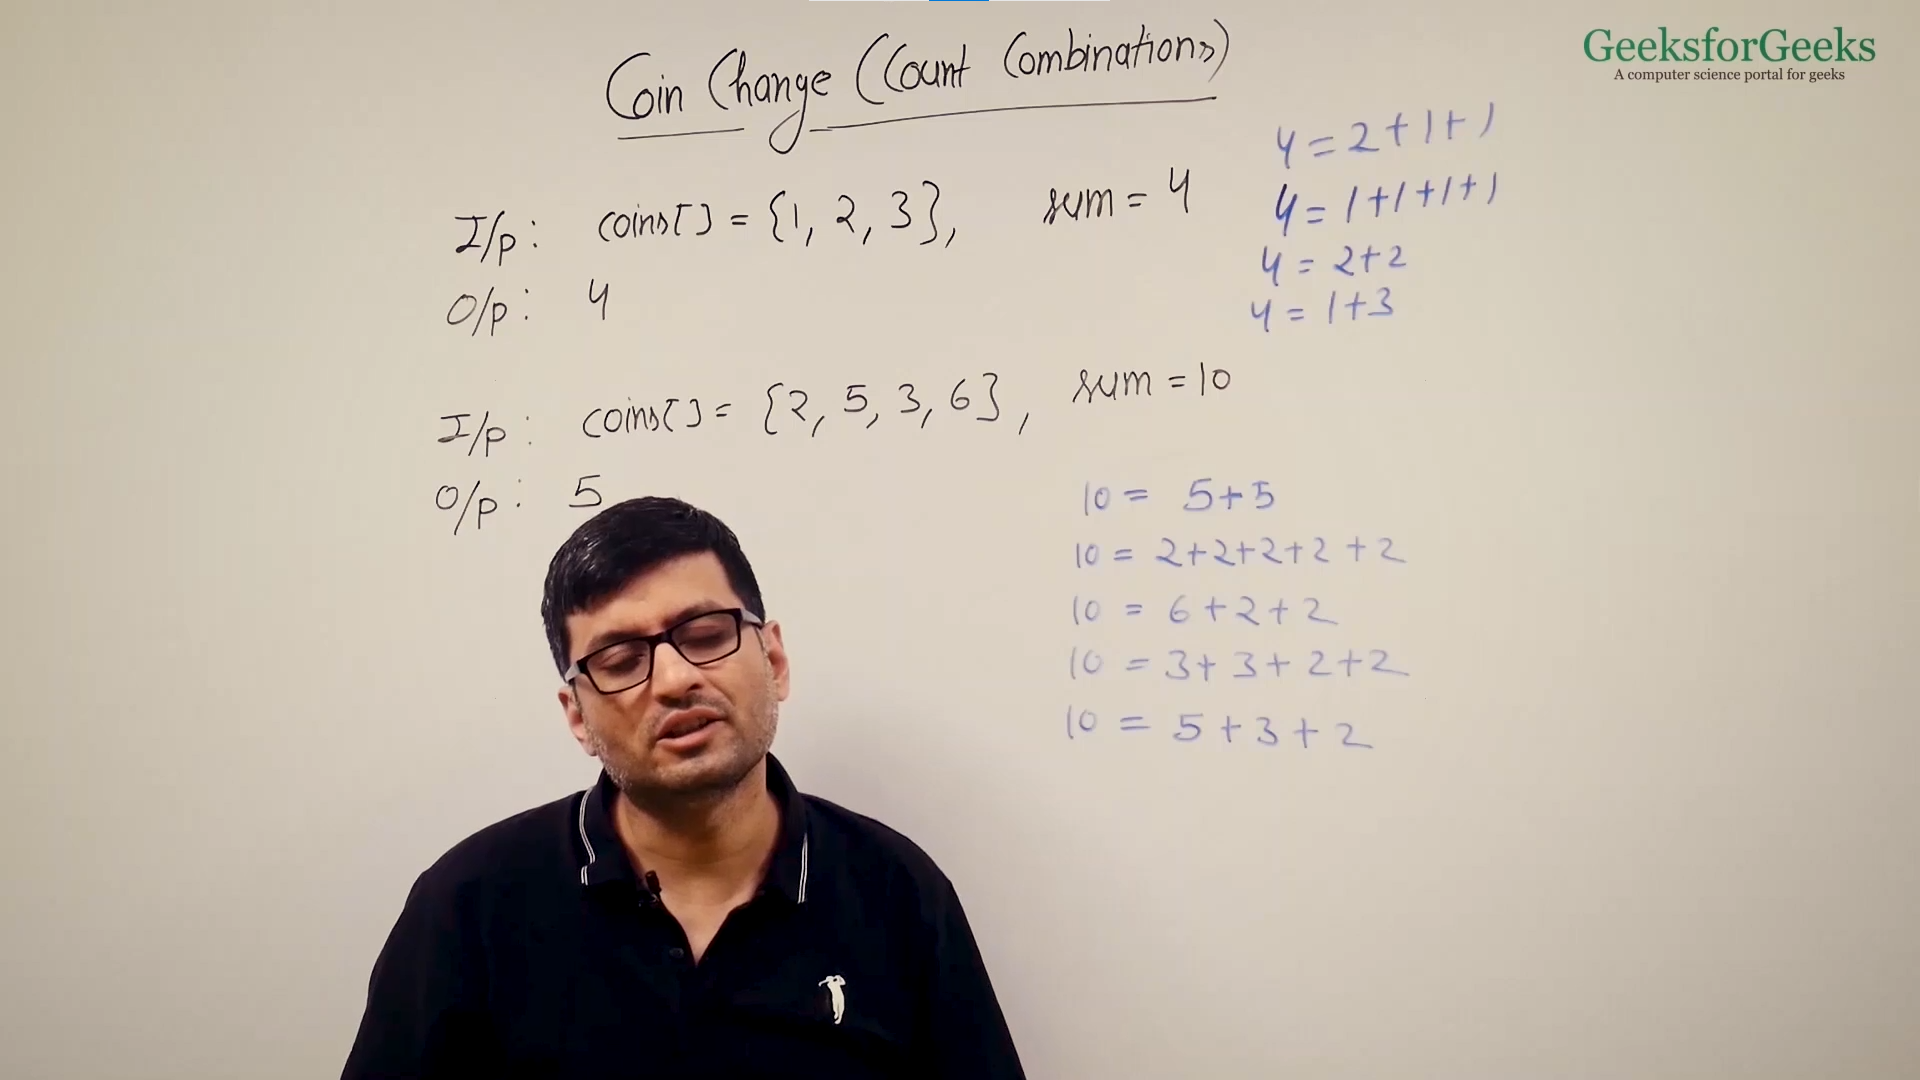 GeeksforGeeks
A computer science portal for geeks
Coin Change (Count Combinations)
I/p: coins[] = {1, 2, 3}, sum = 4
O/p: 4
4 = 2+1+1
4 = 1+1+1+1
4 = 2+2
4 = 1+3
I/p: coins[] = {2, 5, 3, 6}, sum = 10
O/p: 5
10 = 5+5
10 = 2+2+2+2+2
10 = 6+2+2
10 = 3+3+2+2
10 = 5+3+2